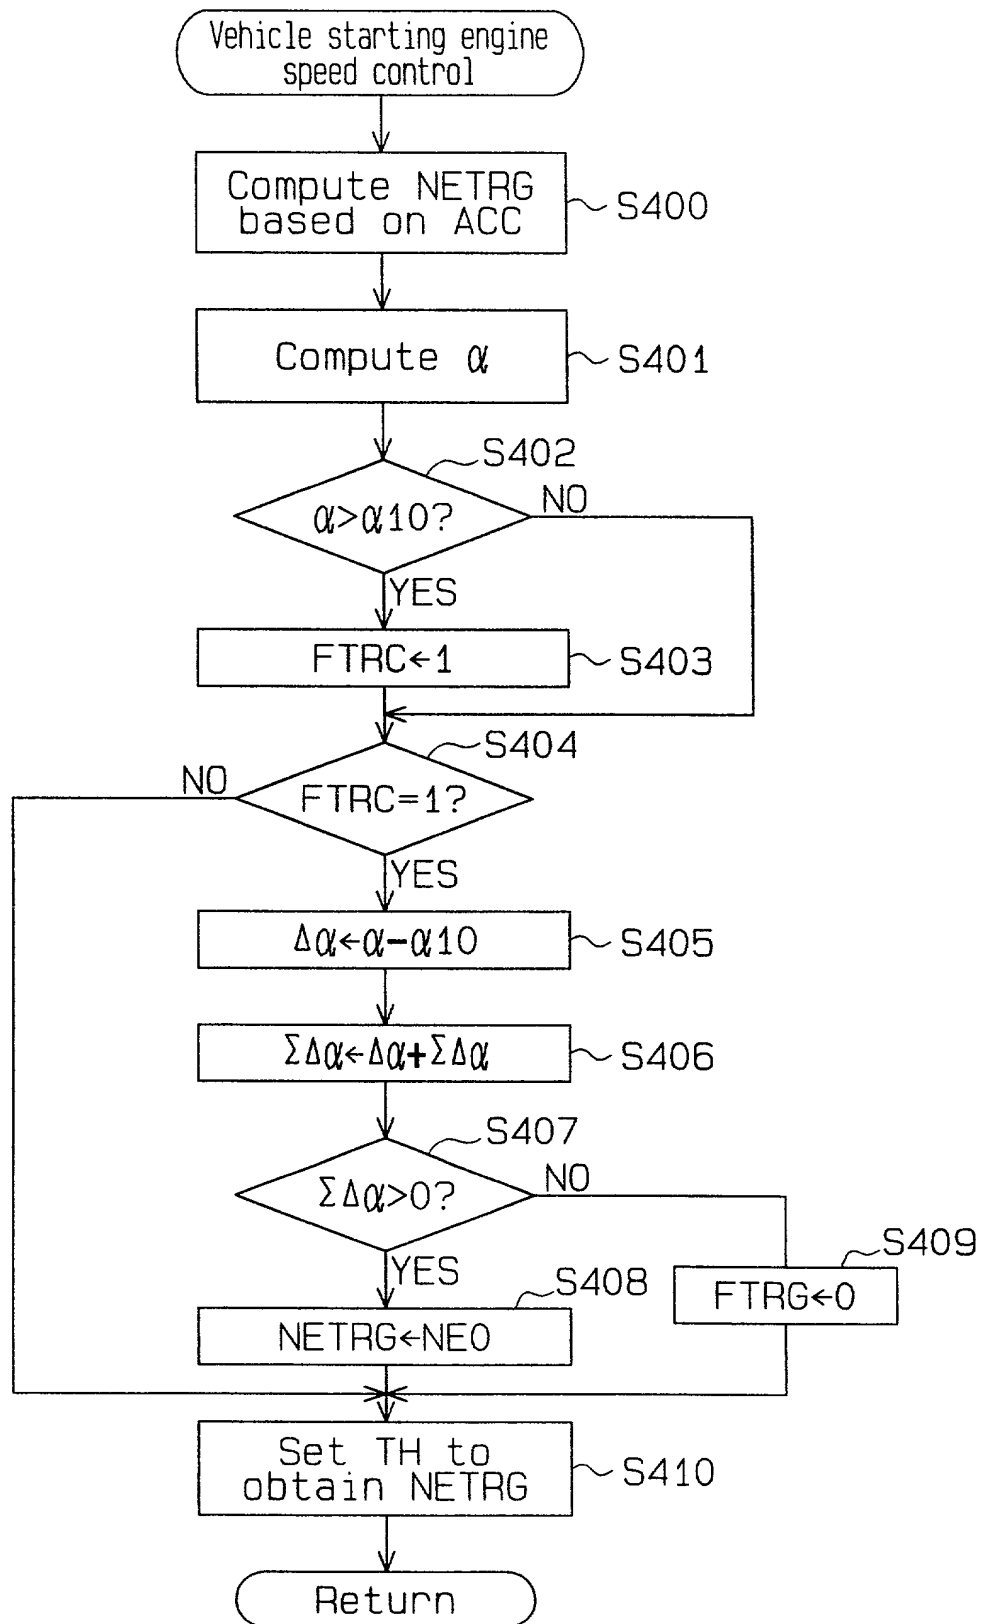 Vehicle starting engine
speed control
Compute NETRG
based on ACC
S400
Compute α
S401
S402
α>α10?
NO
YES
FTRC←1
S403
S404
NO
FTRC=1?
YES
Δα←α-α10
S405
ΣΔα←Δα+ΣΔα
S406
S407
ΣΔα>0?
NO
YES
S409
FTRG←0
S408
NETRG←NE0
Set TH to
obtain NETRG
S410
Return